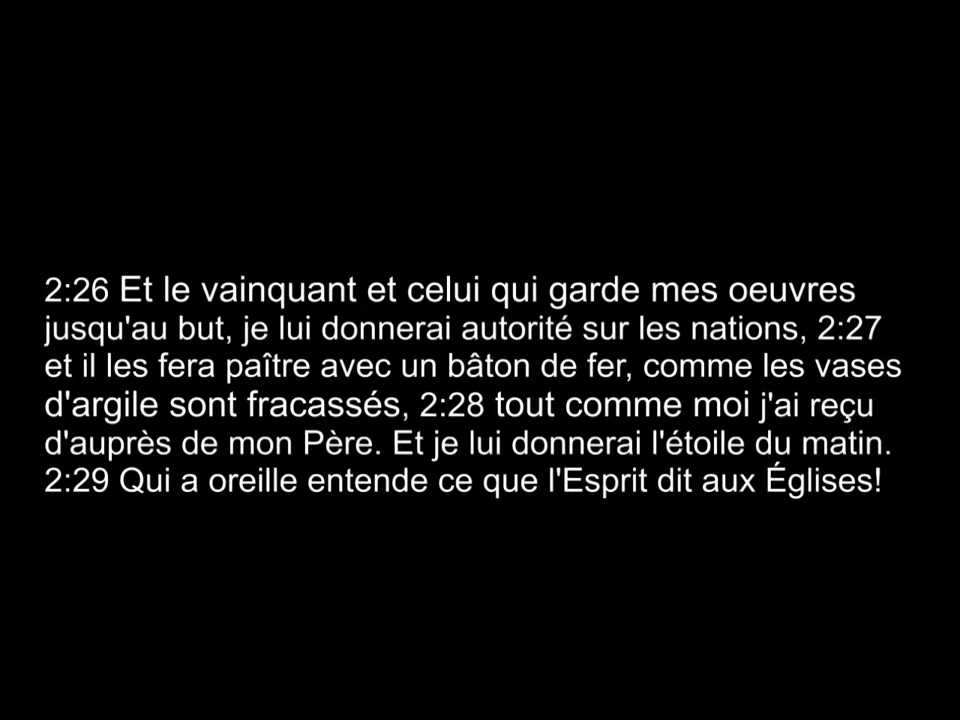 2:26 Et le vainquant et celui qui garde mes oeuvres
jusqu'au but, je lui donnerai autorité sur les nations, 2:27
et il les fera paître avec un bâton de fer, comme les vases
d'argile sont fracassés, 2:28 tout comme moi j'ai reçu
d'auprès de mon Père. Et je lui donnerai l'étoile du matin.
2:29 Qui a oreille entende ce que l'Esprit dit aux Églises!